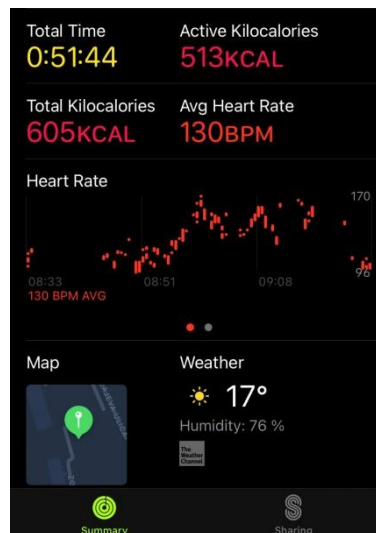 Total Time Active Kilocalories
0:51:44 513KCAL
Total Kilocalories Avg Heart Rate
605KCAL 130BPM
Heart Rate
170
96
08:33 08:51 09:08
130 BPM AVG
Map Weather
17°
Humidity: 76 %
The
Weather
Channel
Summary Sharing